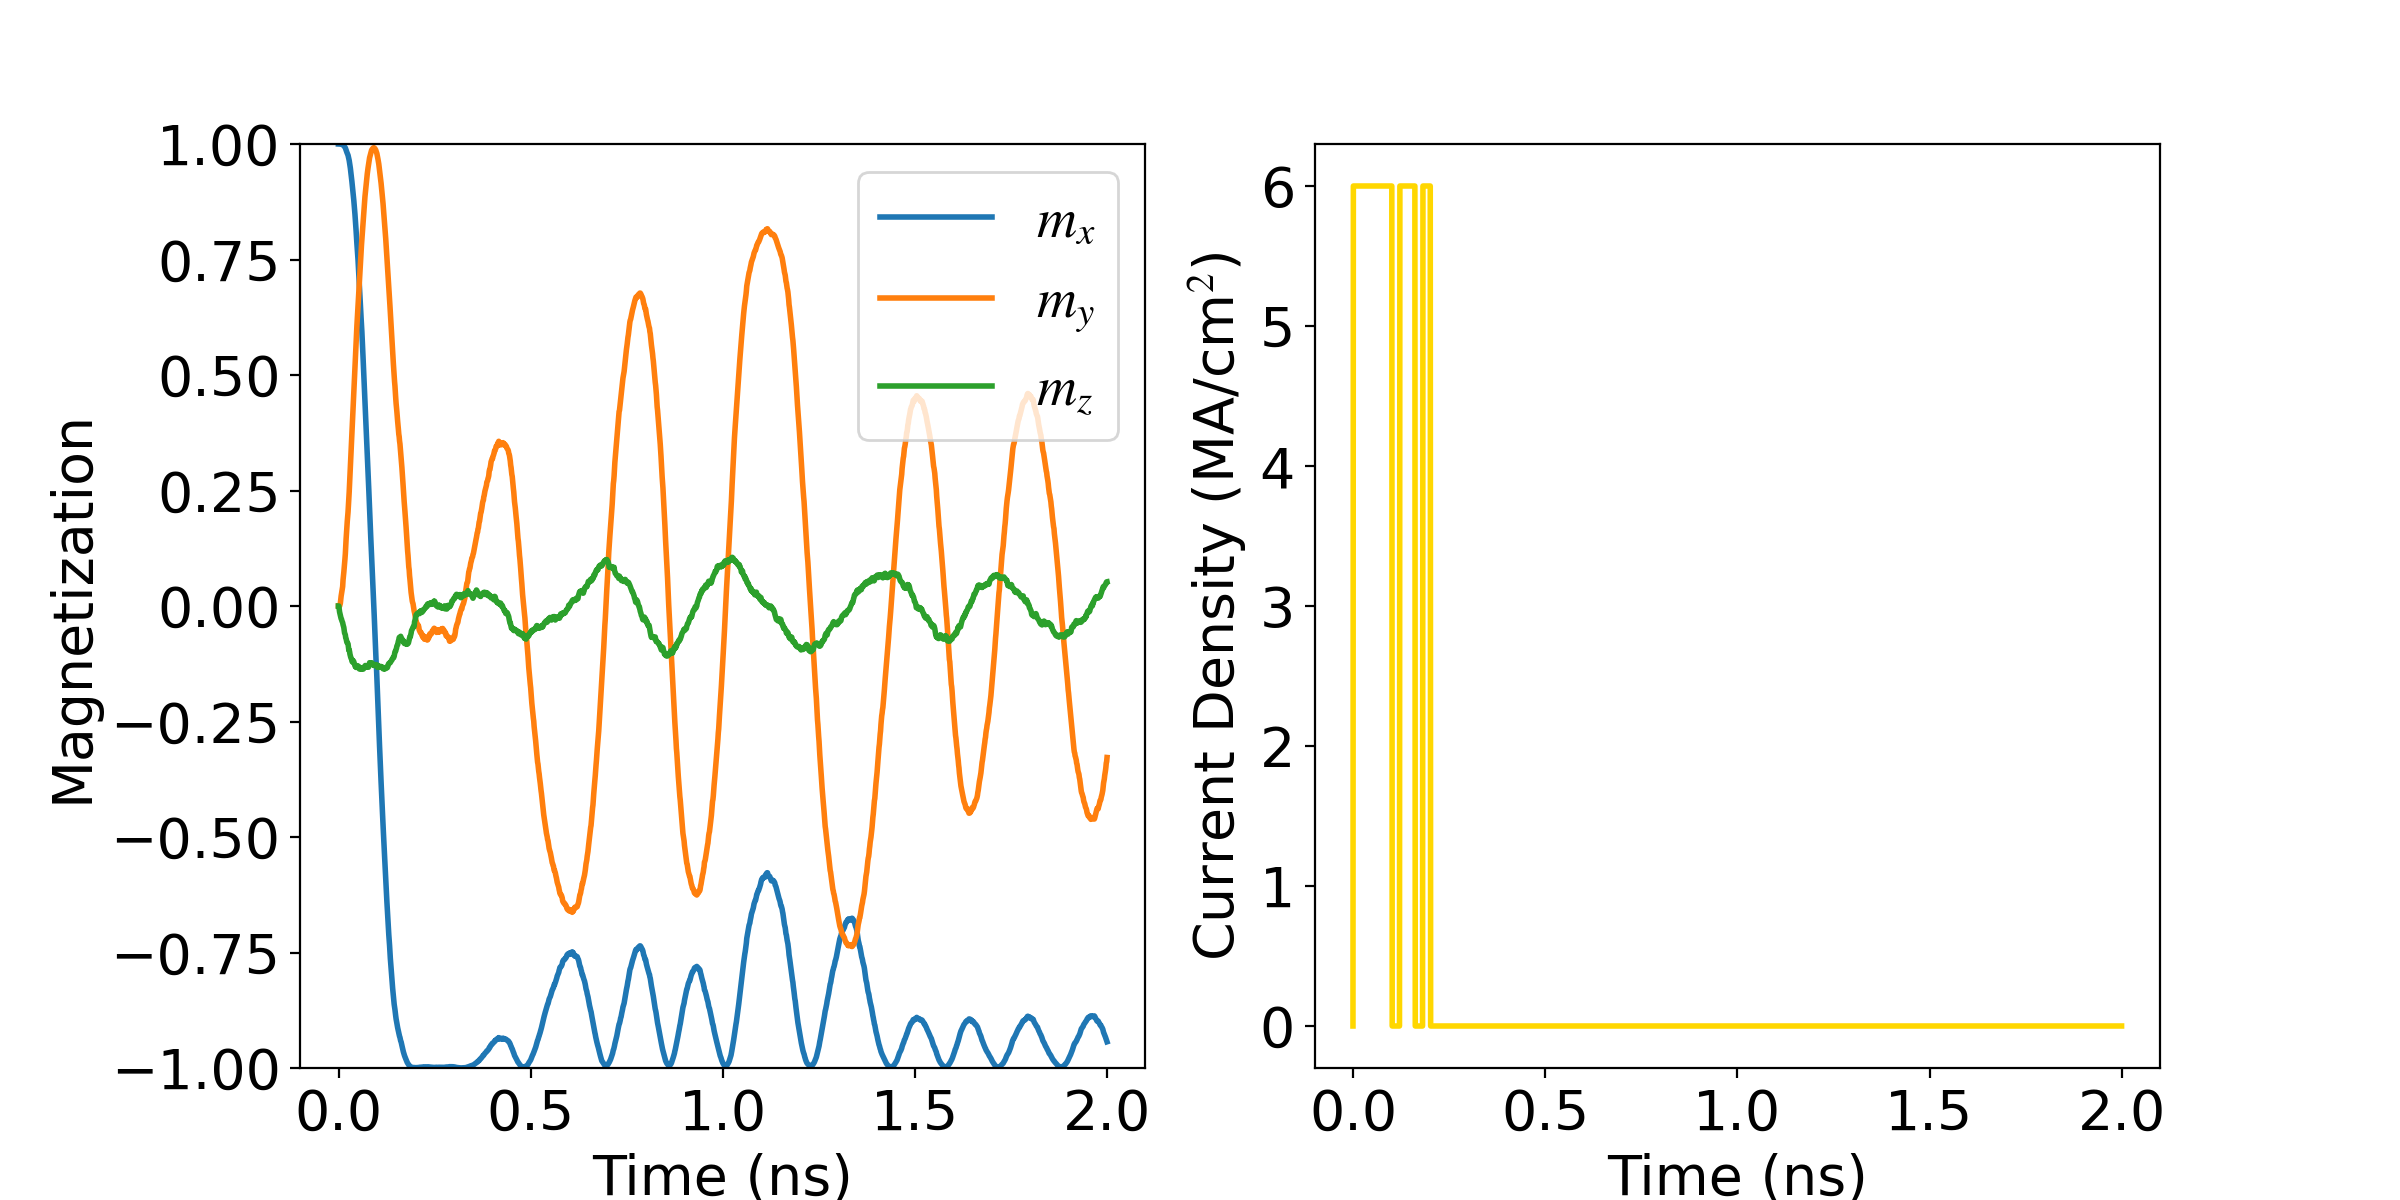 1.00
0.75
0.50
0.25
0.00
−0.25
−0.50
−0.75
−1.00
Magnetization
0.0 0.5 1.0 1.5 2.0
Time (ns)
m_x
m_y
m_z
6
5
4
3
2
1
0
Current Density (MA/cm²)
0.0 0.5 1.0 1.5 2.0
Time (ns)